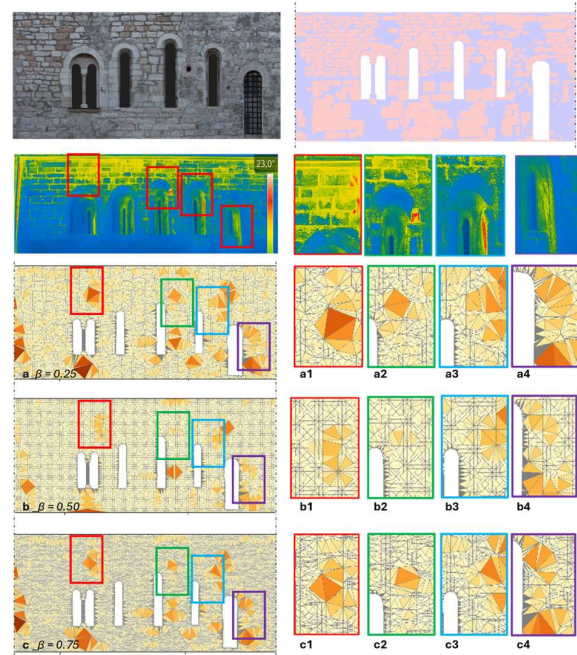 23,0°
a β = 0.25
a1
a2
a3
a4
b β = 0.50
b1
b2
b3
b4
c β = 0.75
c1
c2
c3
c4